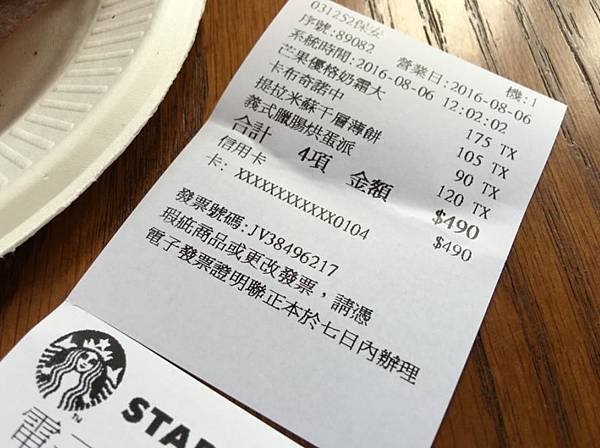 031252保安 機:1
序號:89082 營業日:2016-08-06
系統時間:2016-08-06 12:02:02
芒果優格奶霜大 175 TX
卡布奇諾中 105 TX
提拉米蘇千層薄餅 90 TX
義式臘腸烘蛋派 120 TX
合計 4項 金額 $490
信用卡 $490
卡: XXXXXXXXXXXX0104
發票號碼:JV38496217
瑕疵商品或更改發票，請憑
電子發票證明聯正本於七日內辦理
TM
STAR
電